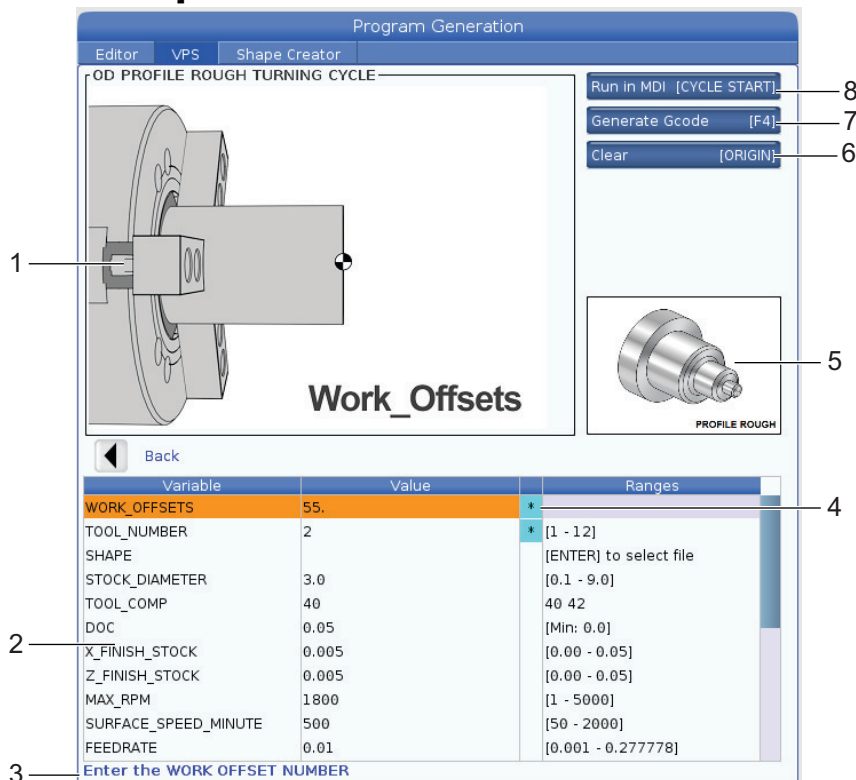 Program Generation
Editor VPS Shape Creator
OD PROFILE ROUGH TURNING CYCLE
Run in MDI [CYCLE START]
8
Generate Gcode [F4]
7
Clear [ORIGIN]
6
1
Work_Offsets
5
PROFILE ROUGH
Back
Variable Value Ranges
WORK_OFFSETS 55. *
4
TOOL_NUMBER 2 * [1 - 12]
SHAPE [ENTER] to select file
STOCK_DIAMETER 3.0 [0.1 - 9.0]
TOOL_COMP 40 40 42
DOC 0.05 [Min: 0.0]
2
X_FINISH_STOCK 0.005 [0.00 - 0.05]
Z_FINISH_STOCK 0.005 [0.00 - 0.05]
MAX_RPM 1800 [1 - 5000]
SURFACE_SPEED_MINUTE 500 [50 - 2000]
FEEDRATE 0.01 [0.001 - 0.277778]
3
Enter the WORK OFFSET NUMBER